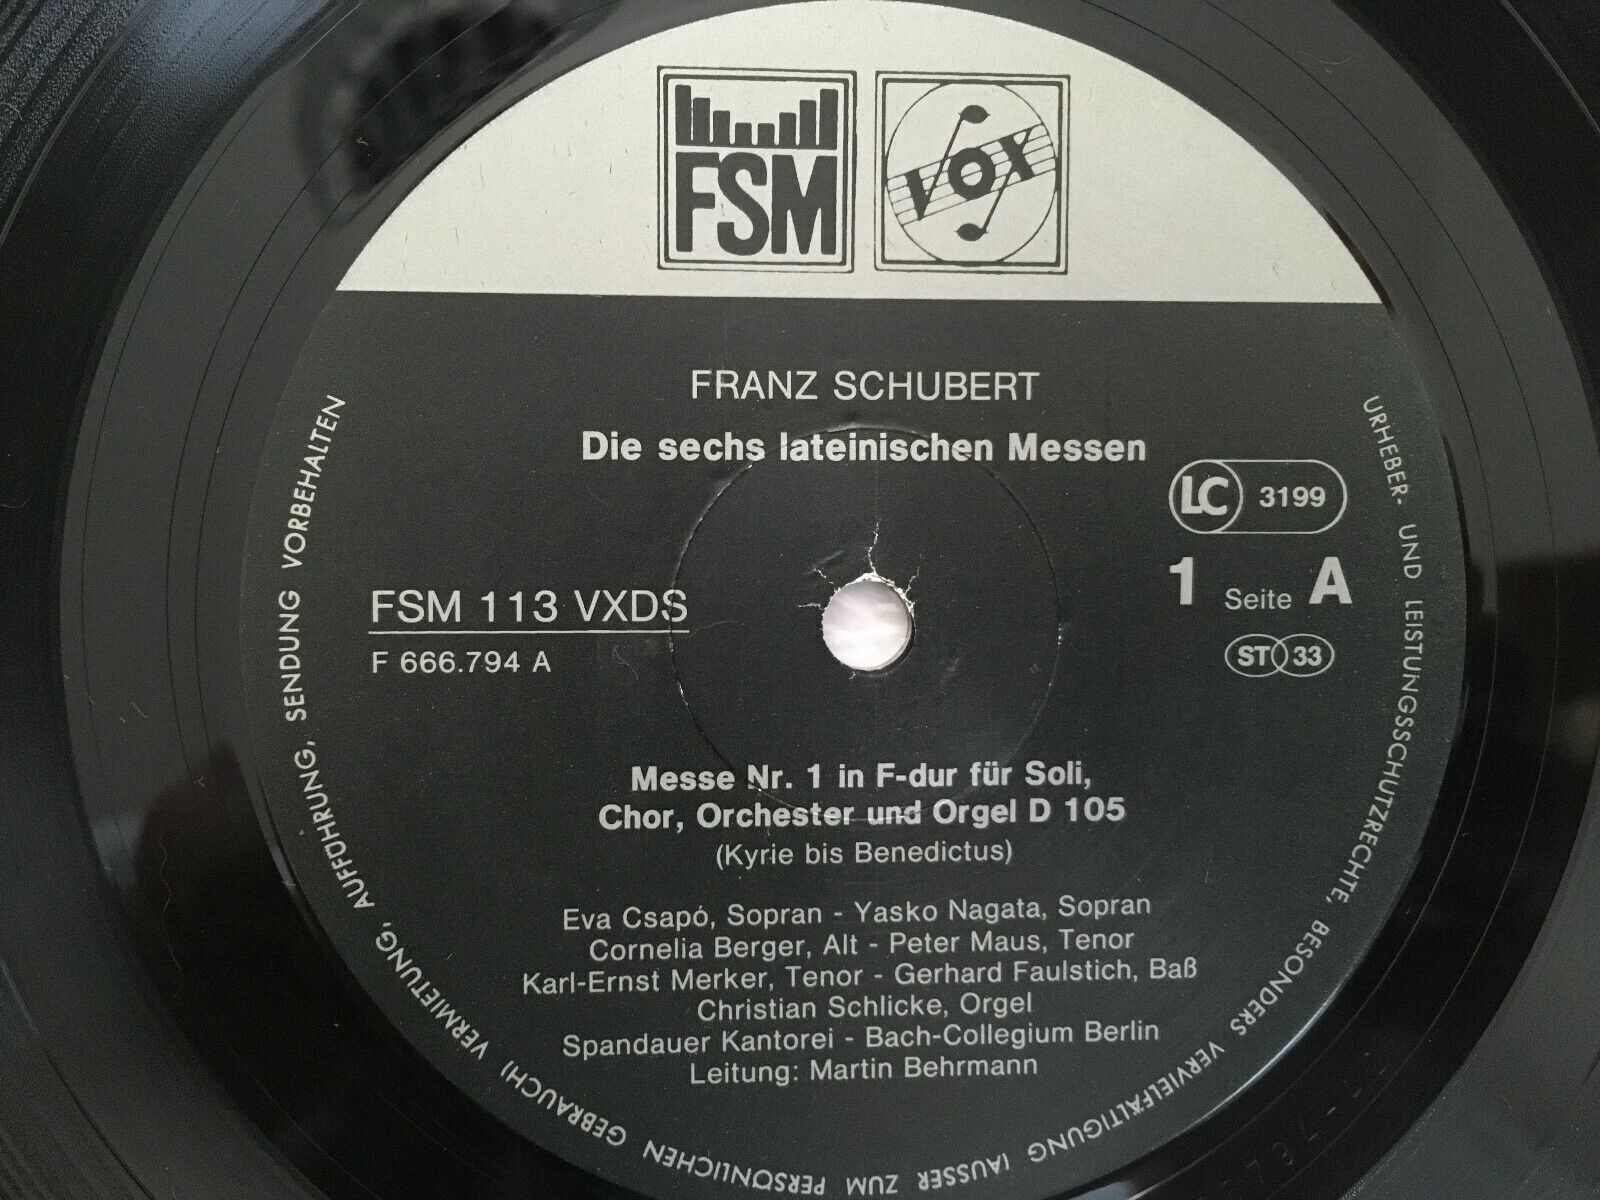 FSM
VOX
FRANZ SCHUBERT
Die sechs lateinischen Messen
LC 3199
1 Seite A
FSM 113 VXDS
F 666.794 A
ST 33
Messe Nr. 1 in F-dur für Soli,
Chor, Orchester und Orgel D 105
(Kyrie bis Benedictus)
Eva Csapó, Sopran - Yasko Nagata, Sopran
Cornelia Berger, Alt - Peter Maus, Tenor
Karl-Ernst Merker, Tenor - Gerhard Faulstich, Baß
Christian Schlicke, Orgel
Spandauer Kantorei - Bach-Collegium Berlin
Leitung: Martin Behrmann
URHEBER- UND LEISTUNGSSCHUTZRECHTE, BESONDERS VERVIELFÄLTIGUNG (AUSSER ZUM PERSÖNLICHEN GEBRAUCH) VERMIETUNG, AUFFÜHRUNG, SENDUNG VORBEHALTEN